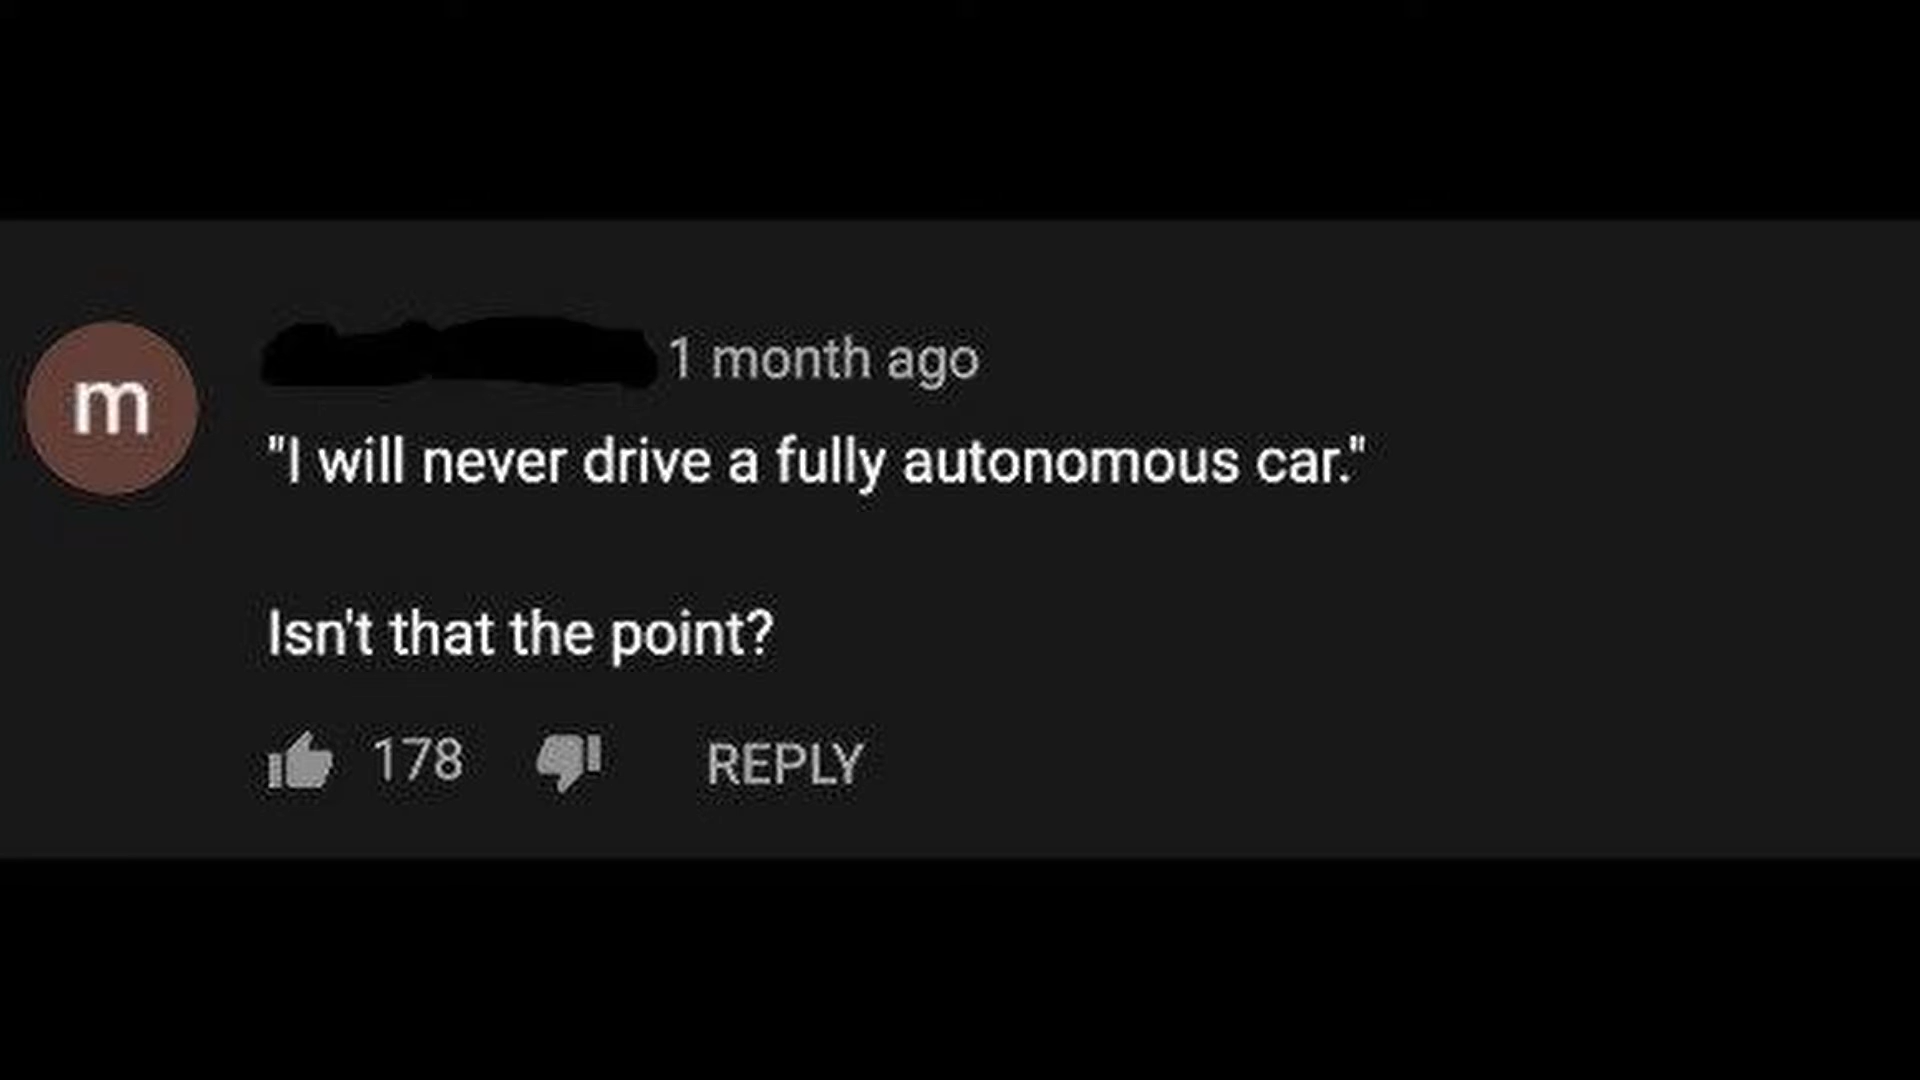 m
1 month ago
"I will never drive a fully autonomous car."
Isn't that the point?
178 REPLY